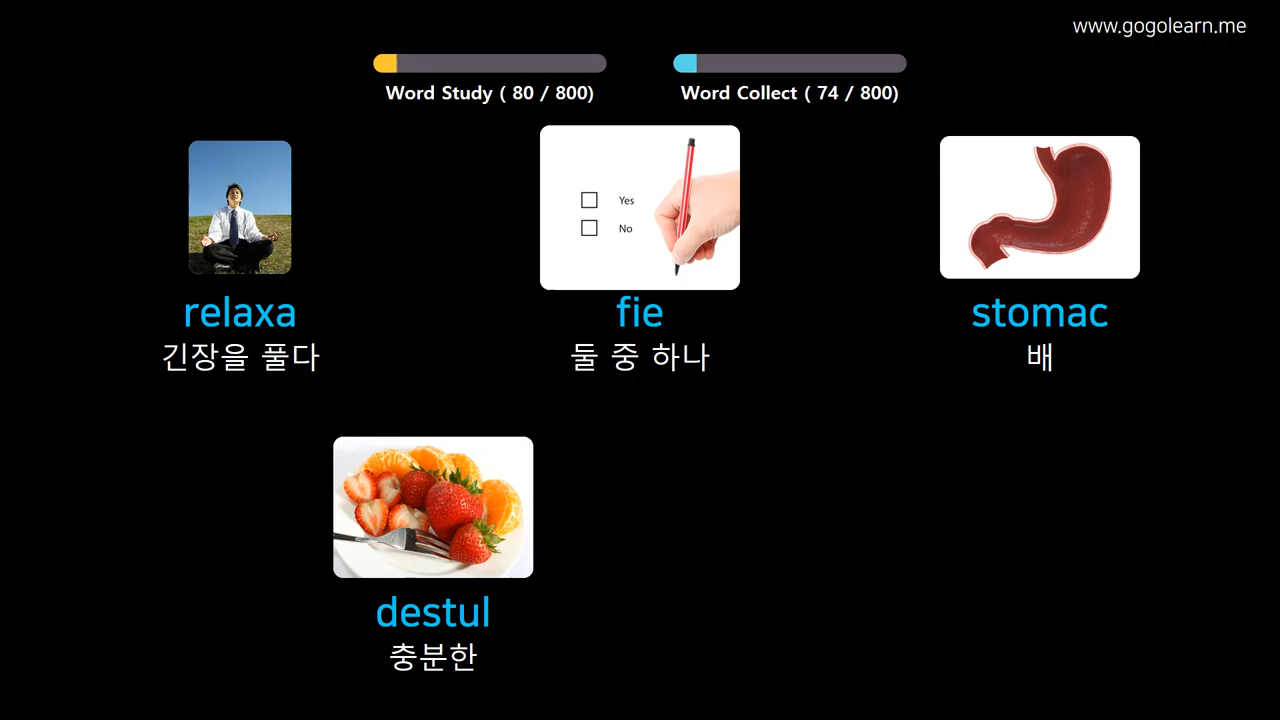 www.gogolearn.me
Word Study ( 80 / 800)
Word Collect ( 74 / 800)
Yes
No
relaxa
긴장을 풀다
fie
둘 중 하나
stomac
배
destul
충분한